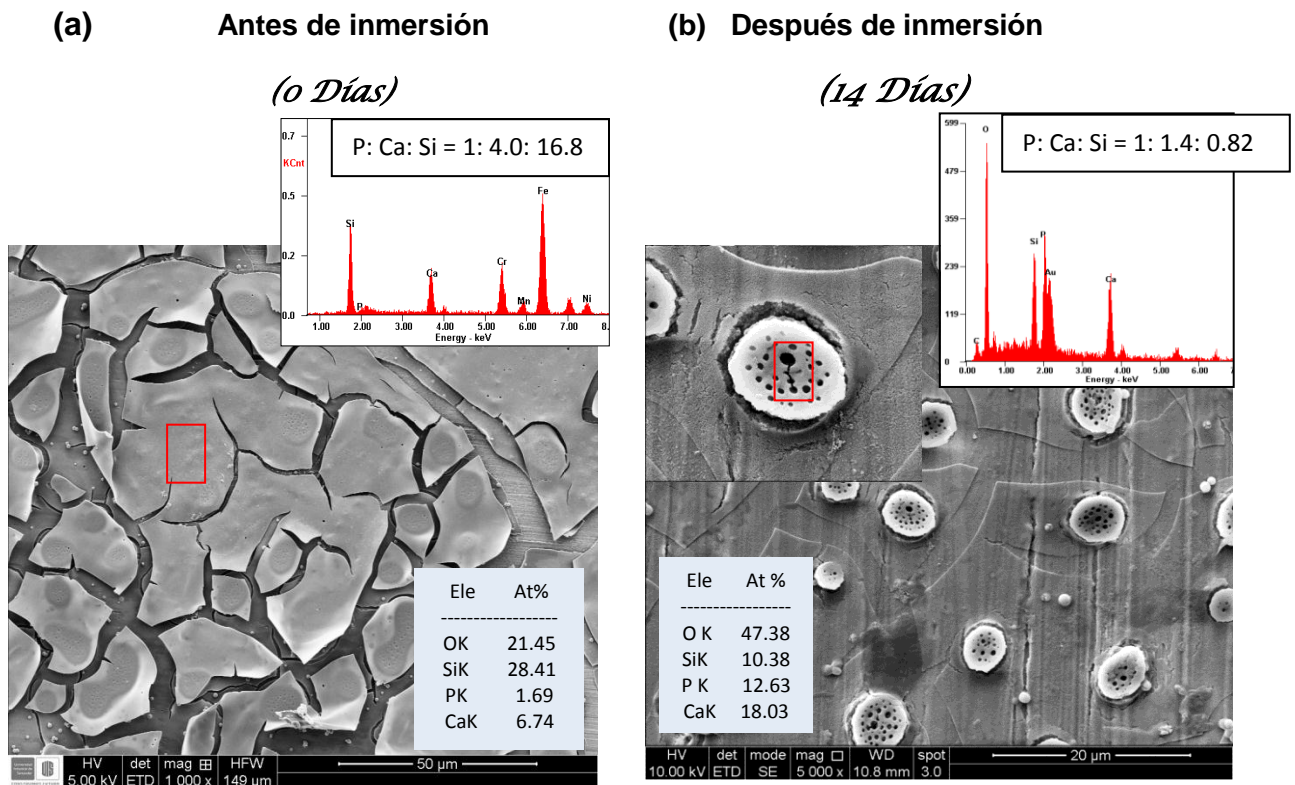 (a) Antes de inmersión
(0 Días)
P: Ca: Si = 1: 4.0: 16.8
KCnt
0.7
0.5
0.2
0.0
Si
P
Ca
Cr
Mn
Fe
Ni
1.00 2.00 3.00 4.00 5.00 6.00 7.00 8.
Energy - keV
Ele At%
------------------
OK 21.45
SiK 28.41
PK 1.69
CaK 6.74
HV det mag HFW
5.00 kV ETD 1 000 x 149 µm
50 µm
(b) Después de inmersión
(14 Días)
P: Ca: Si = 1: 1.4: 0.82
599
479
359
239
119
0
C
O
Si
P
Au
Ca
0.00 1.00 2.00 3.00 4.00 5.00 6.00 7
Energy - keV
Ele At %
-----------------
O K 47.38
SiK 10.38
P K 12.63
CaK 18.03
HV det mode mag WD spot
10.00 kV ETD SE 5 000 x 10.8 mm 3.0
20 µm